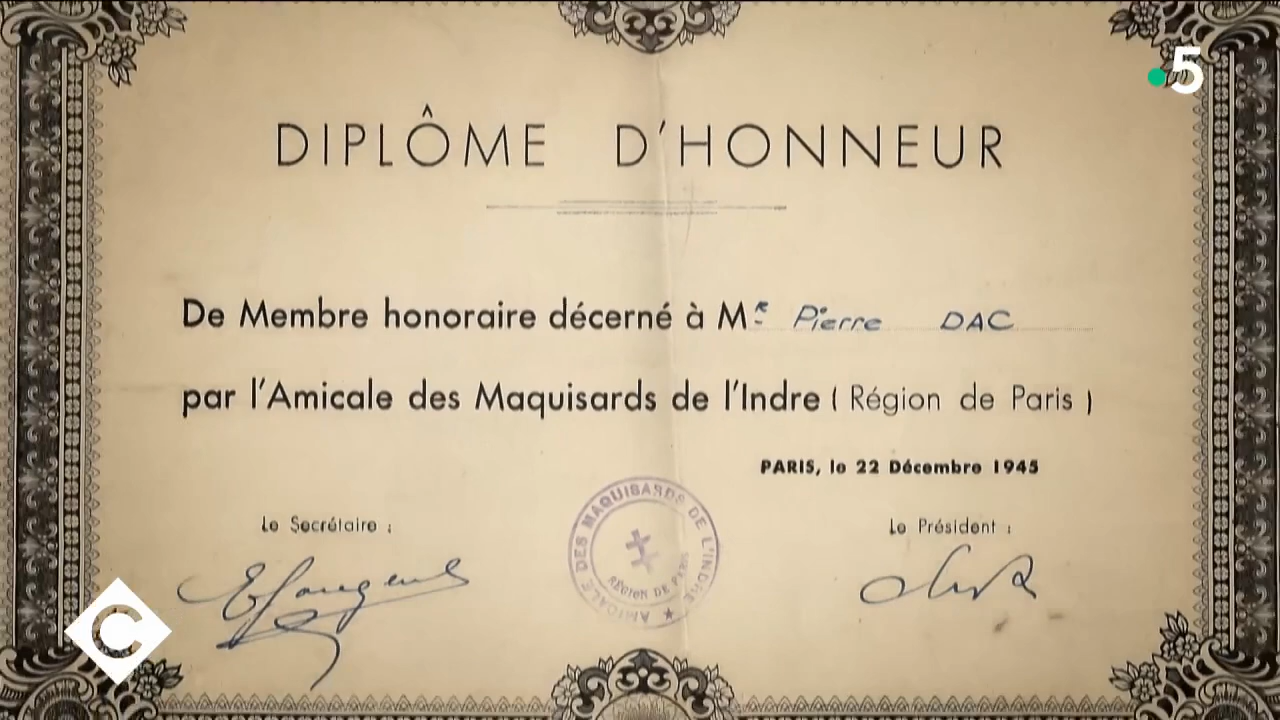 5
DIPLÔME D'HONNEUR
De Membre honoraire décerné à Mʳ Pierre DAC
par l'Amicale des Maquisards de l'Indre ( Région de Paris )
PARIS, le 22 Décembre 1945
Le Secrétaire :
Le Président :
AMICALE DES MAQUISARDS DE L'INDRE
RÉGION DE PARIS
C